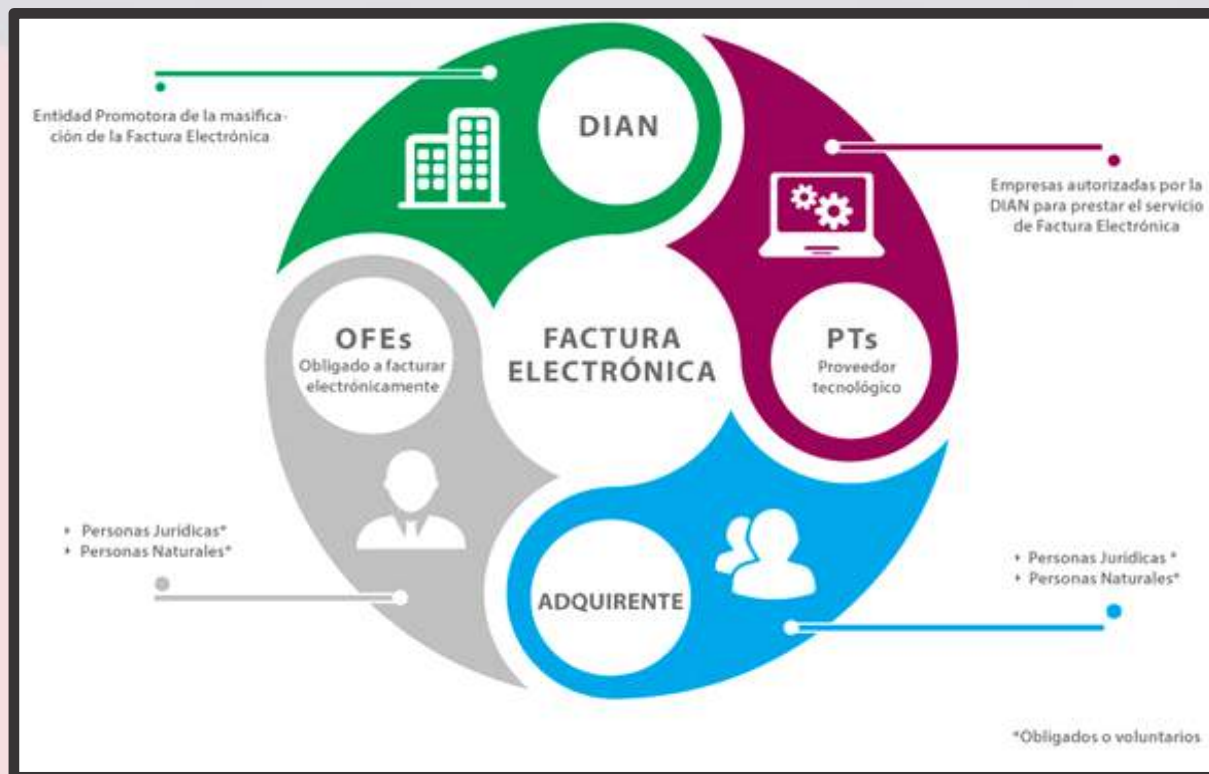 Entidad Promotora de la masifica-
ción de la Factura Electrónica
DIAN
Empresas autorizadas por la
DIAN para prestar el servicio
de Factura Electrónica
OFEs
Obligado a facturar
electrónicamente
FACTURA
ELECTRÓNICA
PTs
Proveedor
tecnológico
‣ Personas Jurídicas*
‣ Personas Naturales*
ADQUIRENTE
‣ Personas Jurídicas *
‣ Personas Naturales*
*Obligados o voluntarios